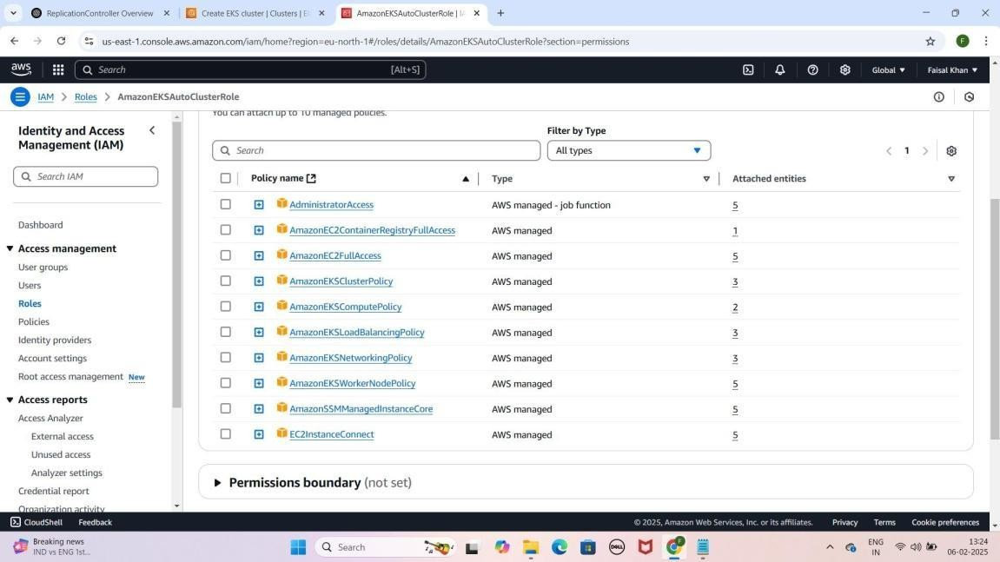 ReplicationController Overview
Create EKS cluster | Clusters | El
AmazonEKSAutoClusterRole | IA
us-east-1.console.aws.amazon.com/iam/home?region=eu-north-1#/roles/details/AmazonEKSAutoClusterRole?section=permissions
F
aws
Search [Alt+S]
Global
Faisal Khan
IAM > Roles > AmazonEKSAutoClusterRole
Identity and Access
Management (IAM)
Search IAM
Dashboard
Access management
User groups
Users
Roles
Policies
Identity providers
Account settings
Root access management New
Access reports
Access Analyzer
External access
Unused access
Analyzer settings
Credential report
Organization activity
You can attach up to 10 managed policies.
Filter by Type
Search
All types
1
Policy name Type Attached entities
AdministratorAccess AWS managed - job function 5
AmazonEC2ContainerRegistryFullAccess AWS managed 1
AmazonEC2FullAccess AWS managed 5
AmazonEKSClusterPolicy AWS managed 3
AmazonEKSComputePolicy AWS managed 2
AmazonEKSLoadBalancingPolicy AWS managed 3
AmazonEKSNetworkingPolicy AWS managed 3
AmazonEKSWorkerNodePolicy AWS managed 5
AmazonSSMManagedInstanceCore AWS managed 5
EC2InstanceConnect AWS managed 5
Permissions boundary (not set)
CloudShell Feedback © 2025, Amazon Web Services, Inc. or its affiliates. Privacy Terms Cookie preferences
Breaking news
IND vs ENG 1st...
Search
DELL
F
ENG
IN
13:24
06-02-2025